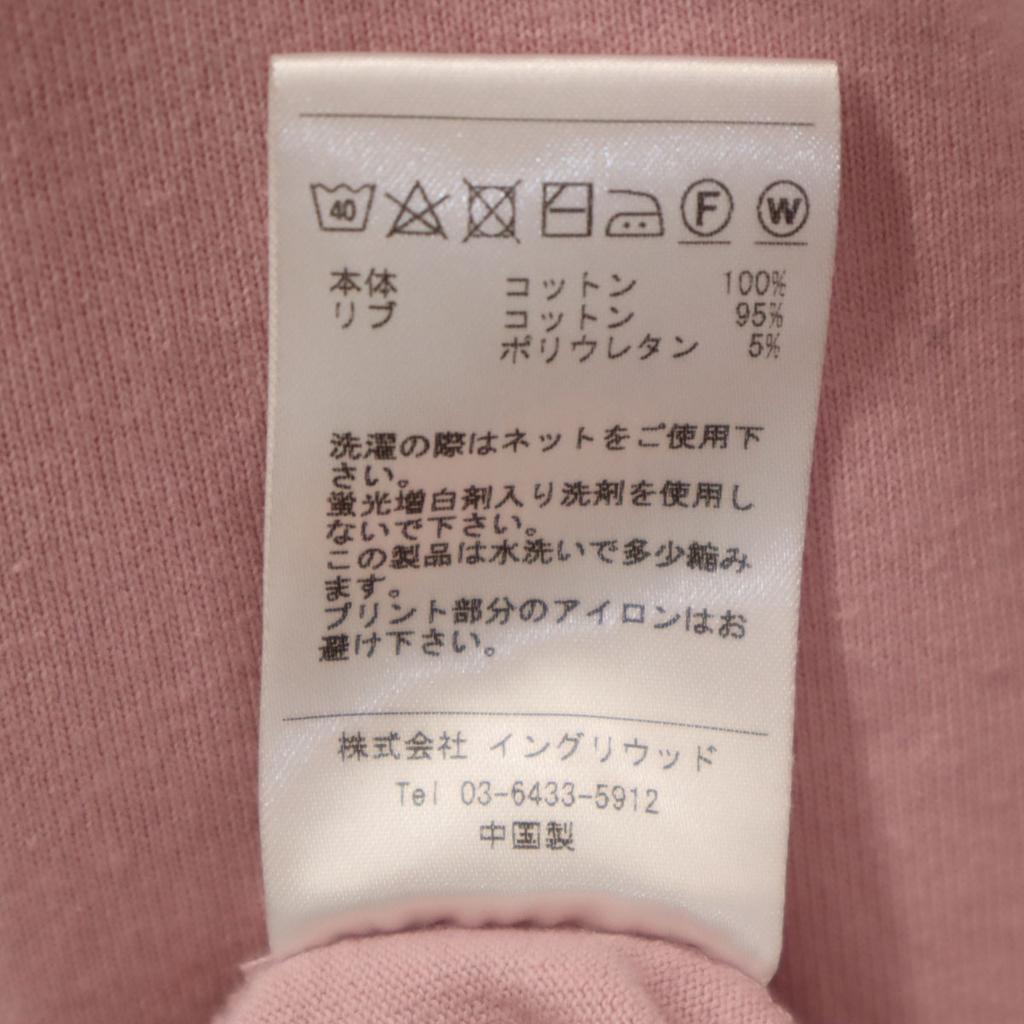 40 F W
本体 コットン 100%
リブ コットン 95%
ポリウレタン 5%
洗濯の際はネットをご使用下
さい。
蛍光増白剤入り洗剤を使用し
ないで下さい。
この製品は水洗いで多少縮み
ます。
プリント部分のアイロンはお
避け下さい。
株式会社 イングリウッド
Tel 03-6433-5912
中国製